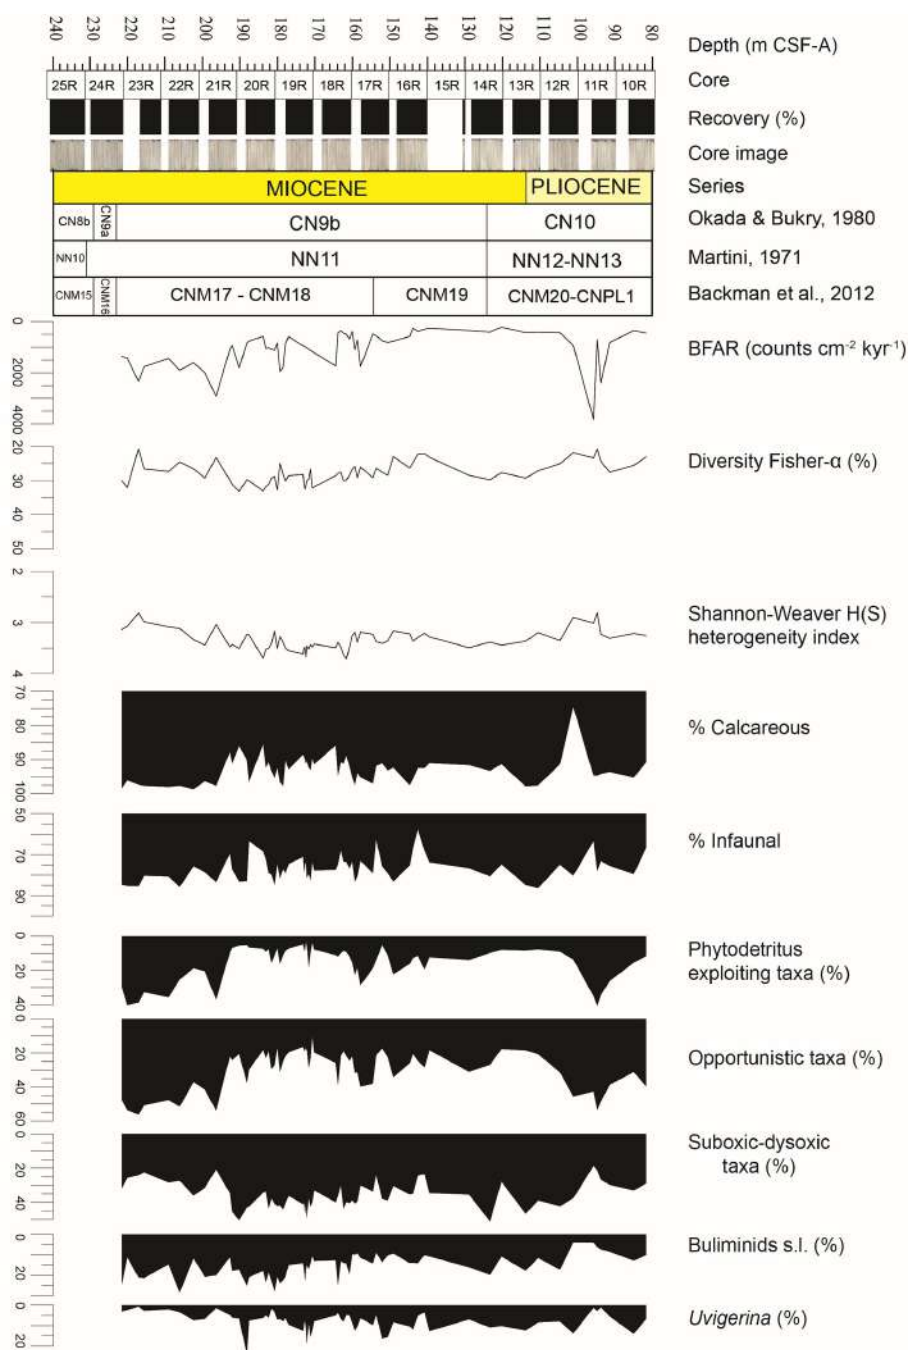 240 230 220 210 200 190 180 170 160 150 140 130 120 110 100 90 80
Depth (m CSF-A)
25R 24R 23R 22R 21R 20R 19R 18R 17R 16R 15R 14R 13R 12R 11R 10R
Core
Recovery (%)
Core image
MIOCENE PLIOCENE
Series
CN8b CN9a CN9b CN10
Okada & Bukry, 1980
NN10 NN11 NN12-NN13
Martini, 1971
CNM15 CNM16 CNM17 - CNM18 CNM19 CNM20-CNPL1
Backman et al., 2012
0
2000
4000
BFAR (counts cm⁻² kyr⁻¹)
20
30
40
50
Diversity Fisher-α (%)
2
3
4
Shannon-Weaver H(S)
heterogeneity index
70
80
90
100
% Calcareous
50
70
90
% Infaunal
0
20
40
Phytodetritus
exploiting taxa (%)
0
20
40
60
Opportunistic taxa (%)
0
20
40
Suboxic-dysoxic
taxa (%)
0
20
Buliminids s.l. (%)
0
20
Uvigerina (%)